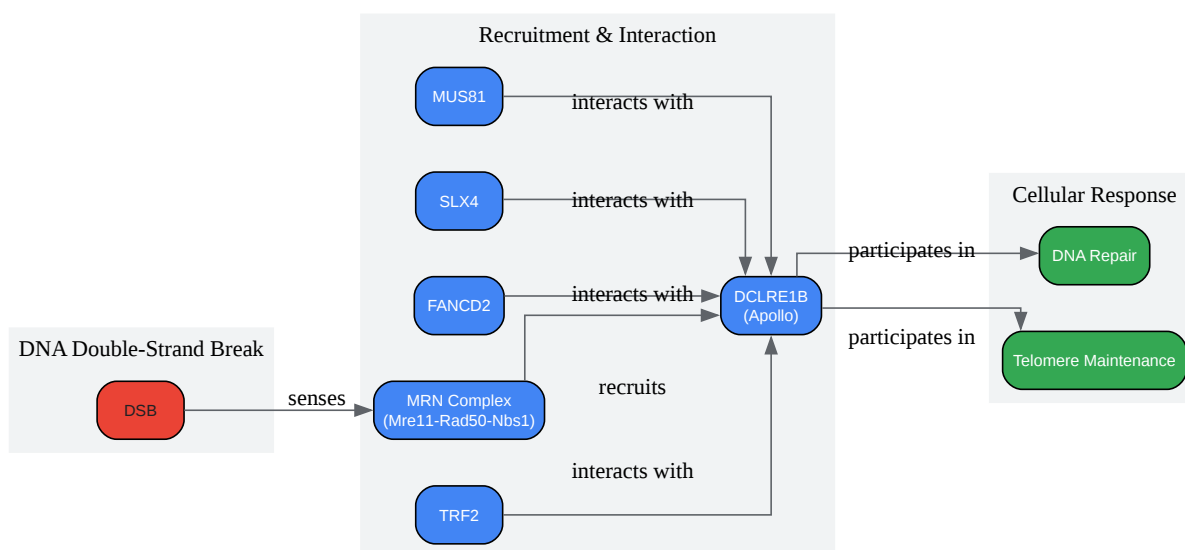 Recruitment & Interaction
MUS81
interacts with
SLX4
interacts with
Cellular Response
participates in
DNA Repair
FANCD2
interacts with
DCLRE1B
(Apollo)
participates in
Telomere Maintenance
DNA Double-Strand Break
DSB
senses
MRN Complex
(Mre11-Rad50-Nbs1)
recruits
interacts with
TRF2